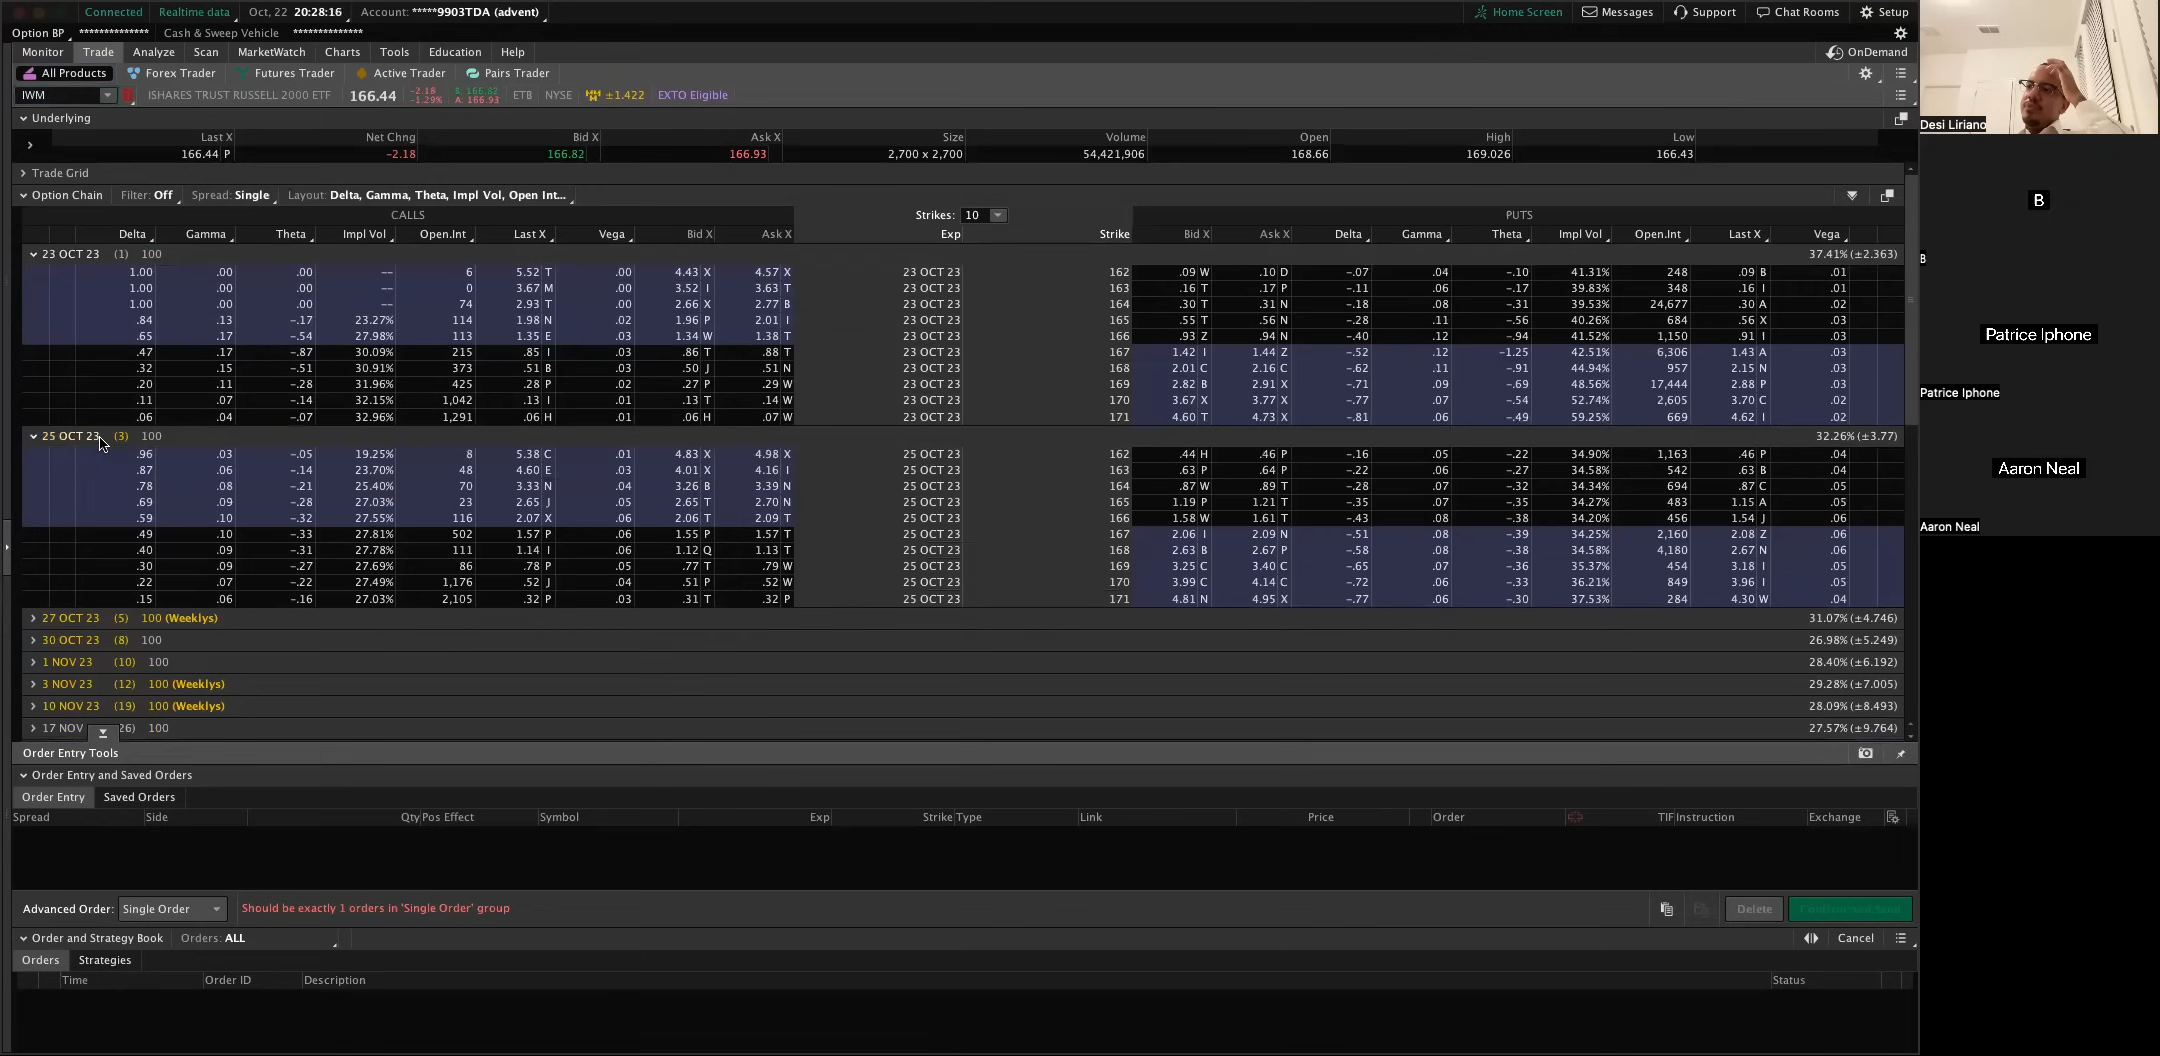 Connected Realtime data Oct, 22 20:28:16 Account: *****9903TDA (advent) Home Screen Messages Support Chat Rooms Setup
Option BP ************** Cash & Sweep Vehicle **************
Monitor Trade Analyze Scan MarketWatch Charts Tools Education Help OnDemand
All Products Forex Trader Futures Trader Active Trader Pairs Trader
IWM ISHARES TRUST RUSSELL 2000 ETF 166.44 -2.18 -1.29% B: 166.82 A: 166.93 ETB NYSE ±1.422 EXTO Eligible
Underlying
Last X Net Chng Bid X Ask X Size Volume Open High Low
166.44 P -2.18 166.82 166.93 2,700 x 2,700 54,421,906 168.66 169.026 166.43
Trade Grid
Option Chain Filter: Off Spread: Single Layout: Delta, Gamma, Theta, Impl Vol, Open Int...
CALLS Strikes: 10 PUTS
Delta Gamma Theta Impl Vol Open.Int Last X Vega Bid X Ask X Exp Strike Bid X Ask X Delta Gamma Theta Impl Vol Open.Int Last X Vega
23 OCT 23 (1) 100 37.41% (±2.363)
1.00 .00 .00 -- 6 5.52 T .00 4.43 X 4.57 X 23 OCT 23 162 .09 W .10 D -.07 .04 -.10 41.31% 248 .09 B .01
1.00 .00 .00 -- 0 3.67 M .00 3.52 I 3.63 T 23 OCT 23 163 .16 T .17 P -.11 .06 -.17 39.83% 348 .16 I .01
1.00 .00 .00 -- 74 2.93 T .00 2.66 X 2.77 B 23 OCT 23 164 .30 T .31 N -.18 .08 -.31 39.53% 24,677 .30 A .02
.84 .13 -.17 23.27% 114 1.98 N .02 1.96 P 2.01 I 23 OCT 23 165 .55 T .56 N -.28 .11 -.56 40.26% 684 .56 X .03
.65 .17 -.54 27.98% 113 1.35 E .03 1.34 W 1.38 T 23 OCT 23 166 .93 Z .94 N -.40 .12 -.94 41.52% 1,150 .91 I .03
.47 .17 -.87 30.09% 215 .85 I .03 .86 T .88 T 23 OCT 23 167 1.42 I 1.44 Z -.52 .12 -1.25 42.51% 6,306 1.43 A .03
.32 .15 -.51 30.91% 373 .51 B .03 .50 J .51 N 23 OCT 23 168 2.01 C 2.16 C -.62 .11 -.91 44.94% 957 2.15 N .03
.20 .11 -.28 31.96% 425 .28 P .02 .27 P .29 W 23 OCT 23 169 2.82 B 2.91 X -.71 .09 -.69 48.56% 17,444 2.88 P .03
.11 .07 -.14 32.15% 1,042 .13 I .01 .13 T .14 W 23 OCT 23 170 3.67 X 3.77 X -.77 .07 -.54 52.74% 2,605 3.70 C .02
.06 .04 -.07 32.96% 1,291 .06 H .01 .06 H .07 W 23 OCT 23 171 4.60 T 4.73 X -.81 .06 -.49 59.25% 669 4.62 I .02
25 OCT 23 (3) 100 32.26% (±3.77)
.96 .03 -.05 19.25% 8 5.38 C .01 4.83 X 4.98 X 25 OCT 23 162 .44 H .46 P -.16 .05 -.22 34.90% 1,163 .46 P .04
.87 .06 -.14 23.70% 48 4.60 E .03 4.01 X 4.16 I 25 OCT 23 163 .63 P .64 P -.22 .06 -.27 34.58% 542 .63 B .04
.78 .08 -.21 25.40% 70 3.33 N .04 3.26 B 3.39 N 25 OCT 23 164 .87 W .89 T -.28 .07 -.32 34.34% 694 .87 C .05
.69 .09 -.28 27.03% 23 2.65 J .05 2.65 T 2.70 N 25 OCT 23 165 1.19 P 1.21 T -.35 .07 -.35 34.27% 483 1.15 A .05
.59 .10 -.32 27.55% 116 2.07 X .06 2.06 T 2.09 T 25 OCT 23 166 1.58 W 1.61 T -.43 .08 -.38 34.20% 456 1.54 J .06
.49 .10 -.33 27.81% 502 1.57 P .06 1.55 P 1.57 T 25 OCT 23 167 2.06 I 2.09 N -.51 .08 -.39 34.25% 2,160 2.08 Z .06
.40 .09 -.31 27.78% 111 1.14 I .06 1.12 Q 1.13 T 25 OCT 23 168 2.63 B 2.67 P -.58 .08 -.38 34.58% 4,180 2.67 N .06
.30 .09 -.27 27.69% 86 .78 P .05 .77 T .79 W 25 OCT 23 169 3.25 C 3.40 C -.65 .07 -.36 35.37% 454 3.18 I .05
.22 .07 -.22 27.49% 1,176 .52 J .04 .51 P .52 W 25 OCT 23 170 3.99 C 4.14 C -.72 .06 -.33 36.21% 849 3.96 I .05
.15 .06 -.16 27.03% 2,105 .32 P .03 .31 T .32 P 25 OCT 23 171 4.81 N 4.95 X -.77 .06 -.30 37.53% 284 4.30 W .04
27 OCT 23 (5) 100 (Weeklys) 31.07% (±4.746)
30 OCT 23 (8) 100 26.98% (±5.249)
1 NOV 23 (10) 100 28.40% (±6.192)
3 NOV 23 (12) 100 (Weeklys) 29.28% (±7.005)
10 NOV 23 (19) 100 (Weeklys) 28.09% (±8.493)
17 NOV 26) 100 27.57% (±9.764)
Order Entry Tools
Order Entry and Saved Orders
Order Entry Saved Orders
Spread Side Qty Pos Effect Symbol Exp Strike Type Link Price Order TIF Instruction Exchange
Advanced Order: Single Order Should be exactly 1 orders in 'Single Order' group Delete
Order and Strategy Book Orders: ALL Cancel
Orders Strategies
Time Order ID Description Status
Desi Liriano
B
B
Patrice Iphone
Patrice Iphone
Aaron Neal
Aaron Neal